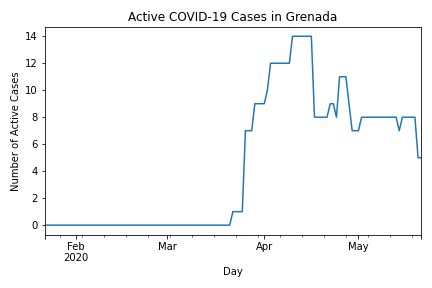 Active COVID-19 Cases in Grenada
Number of Active Cases
14
12
10
8
6
4
2
0
Feb
2020
Mar
Apr
May
Day